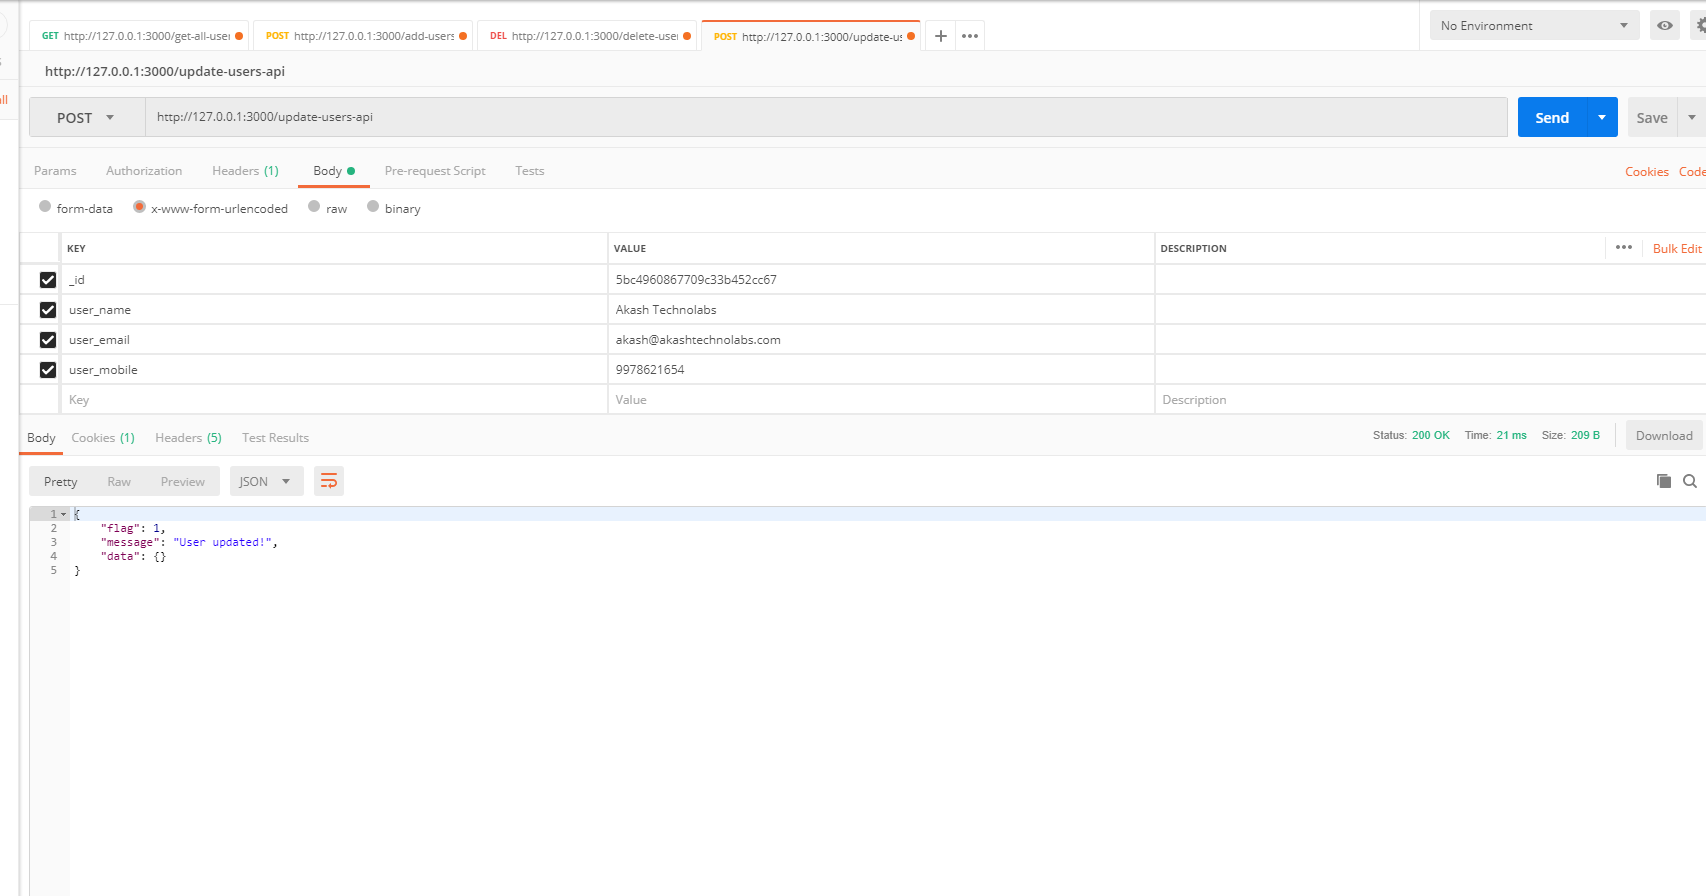 GET http://127.0.0.1:3000/get-all-user POST http://127.0.0.1:3000/add-users DEL http://127.0.0.1:3000/delete-user POST http://127.0.0.1:3000/update-us + ••• No Environment
http://127.0.0.1:3000/update-users-api
POST http://127.0.0.1:3000/update-users-api Send Save
Params Authorization Headers (1) Body Pre-request Script Tests Cookies Code
form-data x-www-form-urlencoded raw binary
KEY VALUE DESCRIPTION ••• Bulk Edit
_id 5bc4960867709c33b452cc67
user_name Akash Technolabs
user_email akash@akashtechnolabs.com
user_mobile 9978621654
Key Value Description
Body Cookies (1) Headers (5) Test Results Status: 200 OK Time: 21 ms Size: 209 B Download
Pretty Raw Preview JSON
1 {
2 "flag": 1,
3 "message": "User updated!",
4 "data": {}
5 }